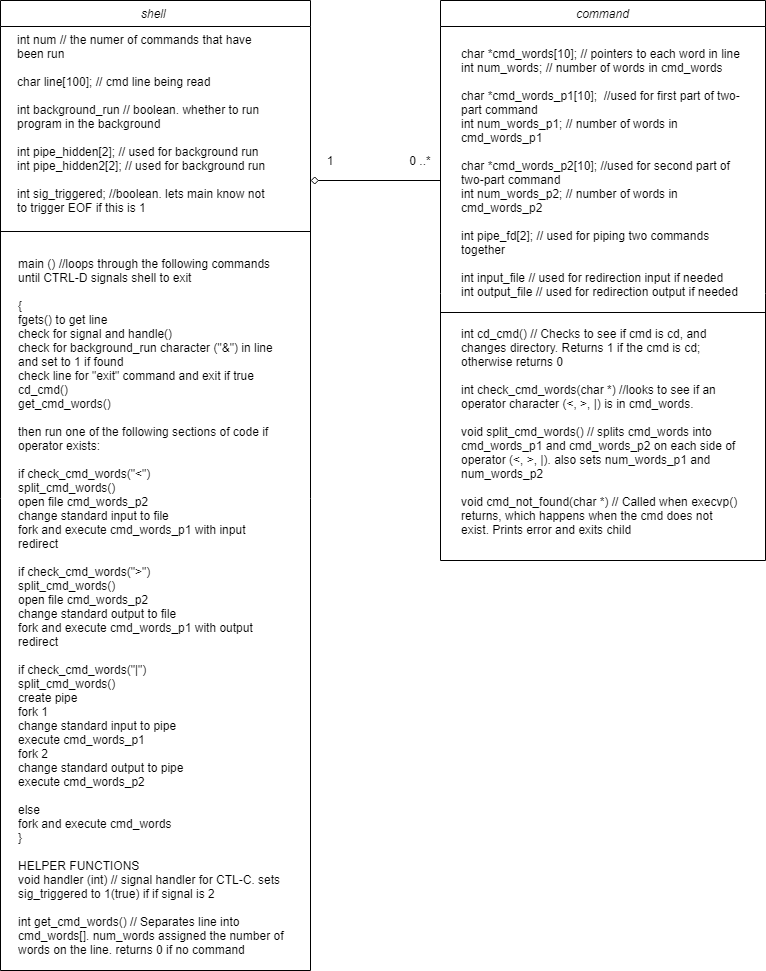 shell
int num // the numer of commands that have
been run
char line[100]; // cmd line being read
int background_run // boolean. whether to run
program in the background
int pipe_hidden[2]; // used for background run
int pipe_hidden2[2]; // used for background run
int sig_triggered; //boolean. lets main know not
to trigger EOF if this is 1
main () //loops through the following commands
until CTRL-D signals shell to exit
{
fgets() to get line
check for signal and handle()
check for background_run character ("&") in line
and set to 1 if found
check line for "exit" command and exit if true
cd_cmd()
get_cmd_words()
then run one of the following sections of code if
operator exists:
if check_cmd_words("<")
split_cmd_words()
open file cmd_words_p2
change standard input to file
fork and execute cmd_words_p1 with input
redirect
if check_cmd_words(">")
split_cmd_words()
open file cmd_words_p2
change standard output to file
fork and execute cmd_words_p1 with output
redirect
if check_cmd_words("|")
split_cmd_words()
create pipe
fork 1
change standard input to pipe
execute cmd_words_p1
fork 2
change standard output to pipe
execute cmd_words_p2
else
fork and execute cmd_words
}
HELPER FUNCTIONS
void handler (int) // signal handler for CTL-C. sets
sig_triggered to 1(true) if if signal is 2
int get_cmd_words() // Separates line into
cmd_words[]. num_words assigned the number of
words on the line. returns 0 if no command
1
0 ..*
command
char *cmd_words[10]; // pointers to each word in line
int num_words; // number of words in cmd_words
char *cmd_words_p1[10];  //used for first part of two-
part command
int num_words_p1; // number of words in
cmd_words_p1
char *cmd_words_p2[10]; //used for second part of
two-part command
int num_words_p2; // number of words in
cmd_words_p2
int pipe_fd[2]; // used for piping two commands
together
int input_file // used for redirection input if needed
int output_file // used for redirection output if needed
int cd_cmd() // Checks to see if cmd is cd, and
changes directory. Returns 1 if the cmd is cd;
otherwise returns 0
int check_cmd_words(char *) //looks to see if an
operator character (<, >, |) is in cmd_words.
void split_cmd_words() // splits cmd_words into
cmd_words_p1 and cmd_words_p2 on each side of
operator (<, >, |). also sets num_words_p1 and
num_words_p2
void cmd_not_found(char *) // Called when execvp()
returns, which happens when the cmd does not
exist. Prints error and exits child